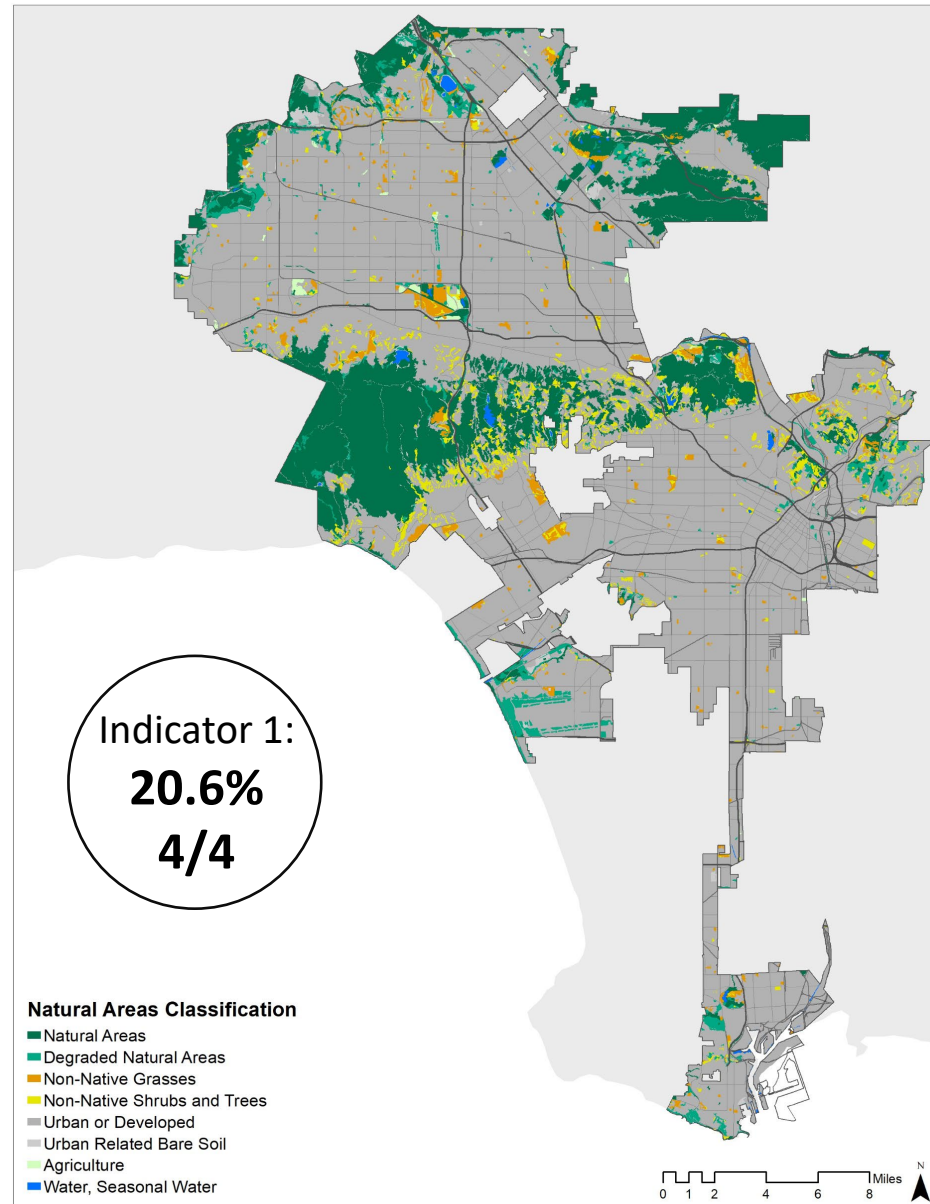 Indicator 1:
20.6%
4/4
Natural Areas Classification
Natural Areas
Degraded Natural Areas
Non-Native Grasses
Non-Native Shrubs and Trees
Urban or Developed
Urban Related Bare Soil
Agriculture
Water, Seasonal Water
Miles
0 1 2 4 6 8
N